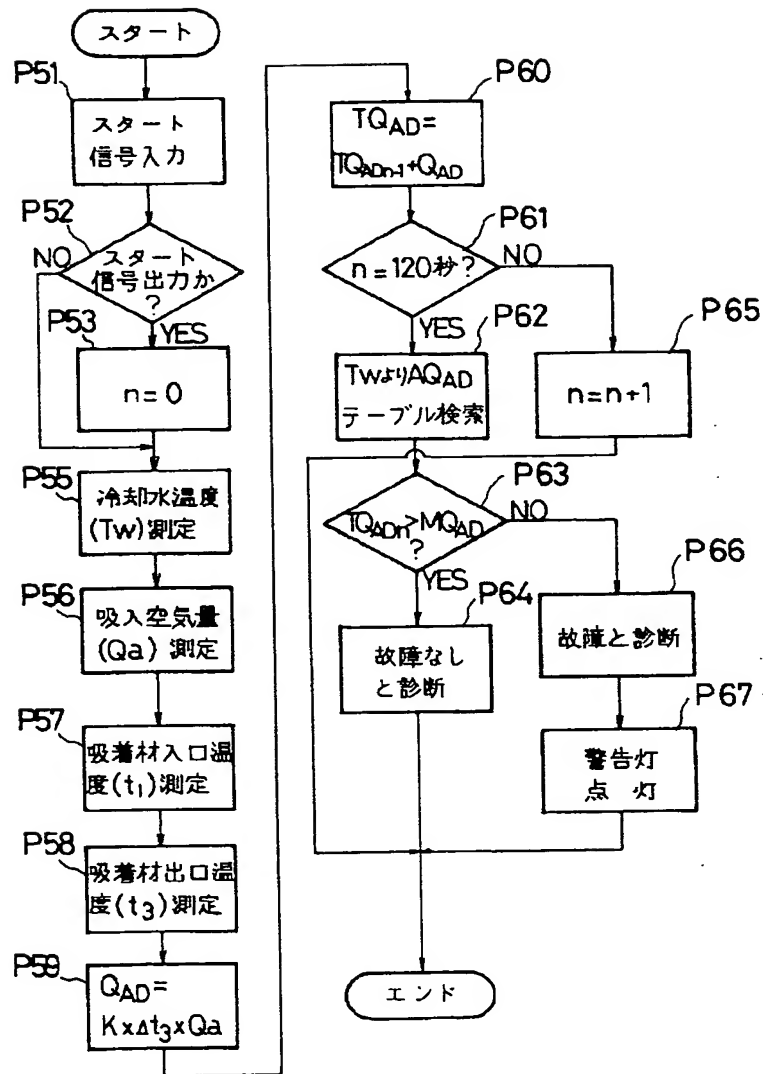 スタート
P51
スタート
信号入力
P52
NO
スタート
信号出力か
?
YES
P53
n=0
P55
冷却水温度
(Tw)測定
P56
吸入空気量
(Qa)測定
P57
吸着材入口温
度(t1)測定
P58
吸着材出口温
度(t3)測定
P59
QAD=
K×Δt3×Qa
P60
TQAD=
TQADn-1+QAD
P61
n=120秒?
NO
YES
P62
TwよりAQAD
テーブル検索
P65
n=n+1
P63
TQADn>MQAD
?
NO
YES
P64
故障なし
と診断
P66
故障と診断
P67
警告灯
点 灯
エンド